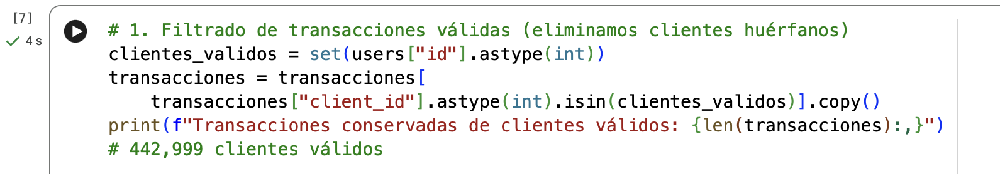 [7]
4 s
# 1. Filtrado de transacciones válidas (eliminamos clientes huérfanos)
clientes_validos = set(users["id"].astype(int))
transacciones = transacciones[
    transacciones["client_id"].astype(int).isin(clientes_validos)].copy()
print(f"Transacciones conservadas de clientes válidos: {len(transacciones):,}")
# 442,999 clientes válidos